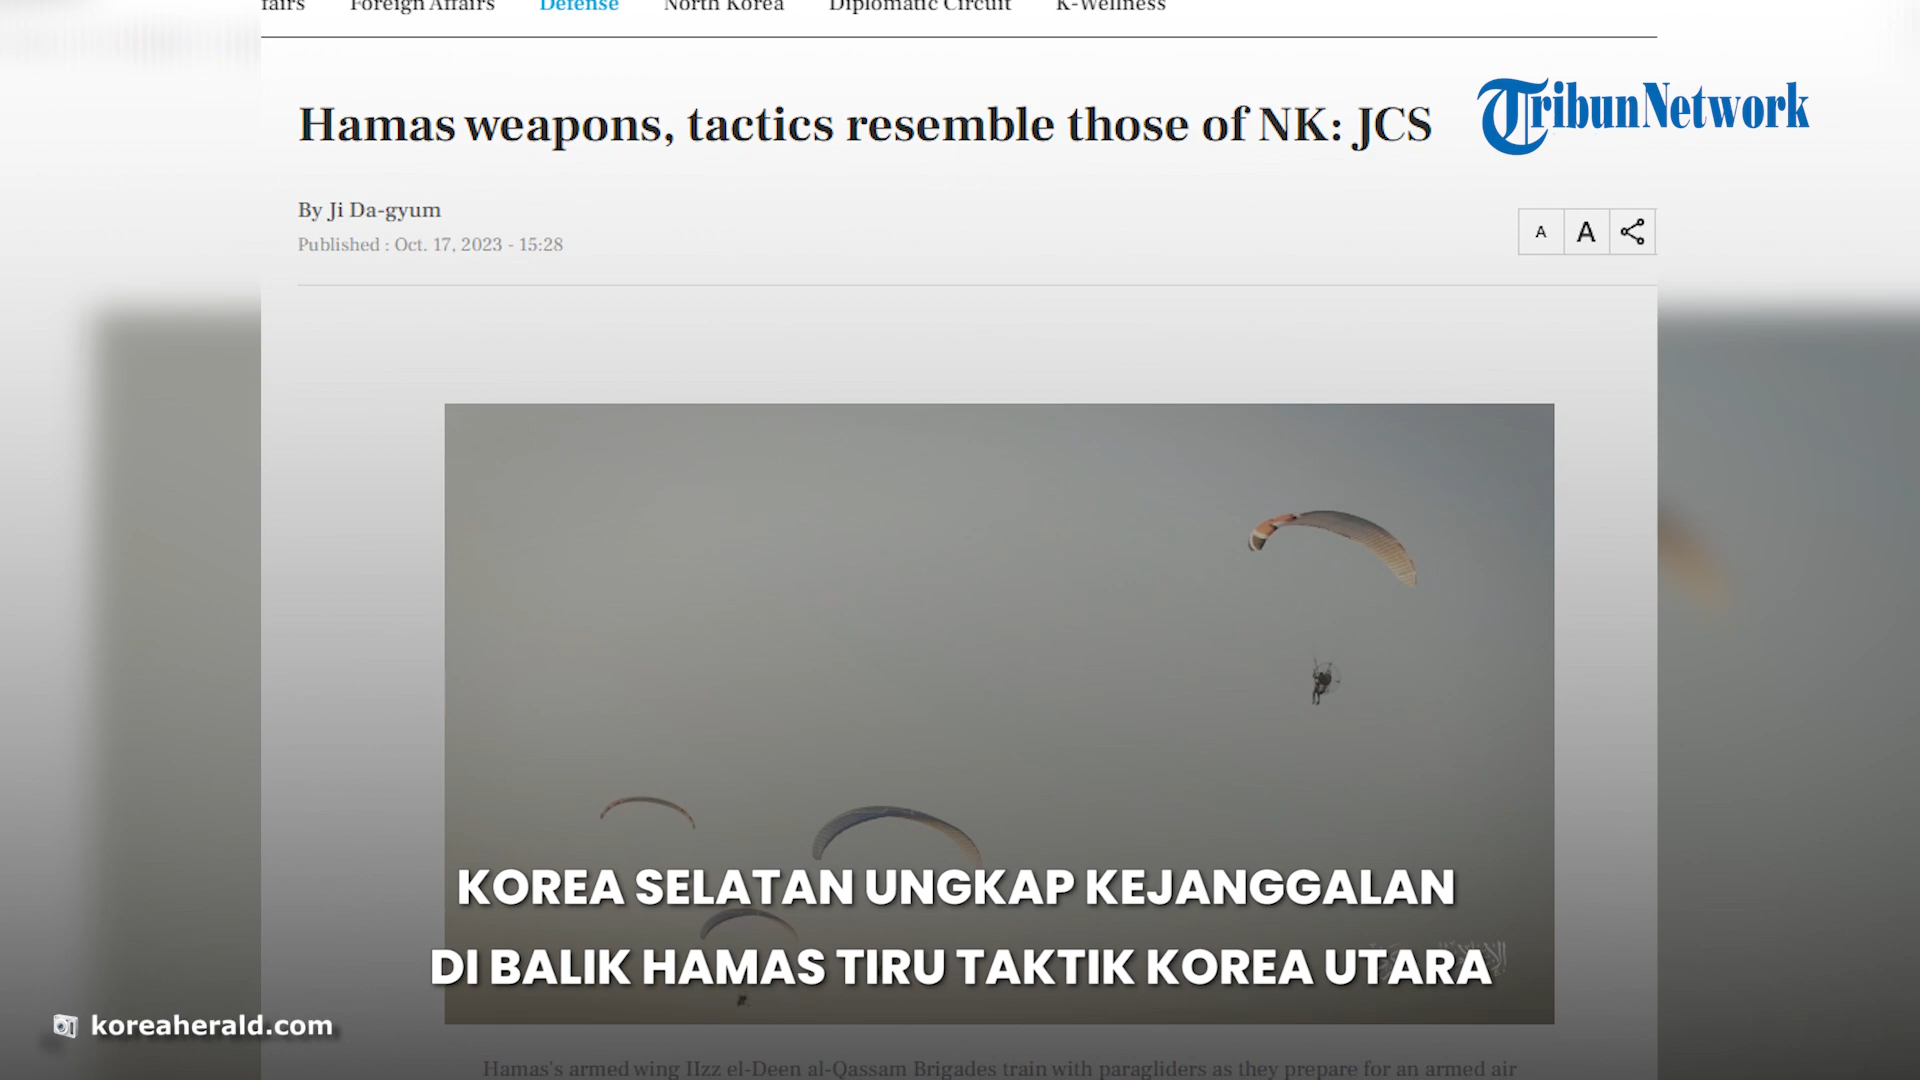 fairs Foreign Affairs Defense North Korea Diplomatic Circuit K-Wellness
Hamas weapons, tactics resemble those of NK: JCS
TribunNetwork
By Ji Da-gyum
Published : Oct. 17, 2023 - 15:28
A A
KOREA SELATAN UNGKAP KEJANGGALAN
DI BALIK HAMAS TIRU TAKTIK KOREA UTARA
koreaherald.com
Hamas's armed wing IIzz el-Deen al-Qassam Brigades train with paragliders as they prepare for an armed air